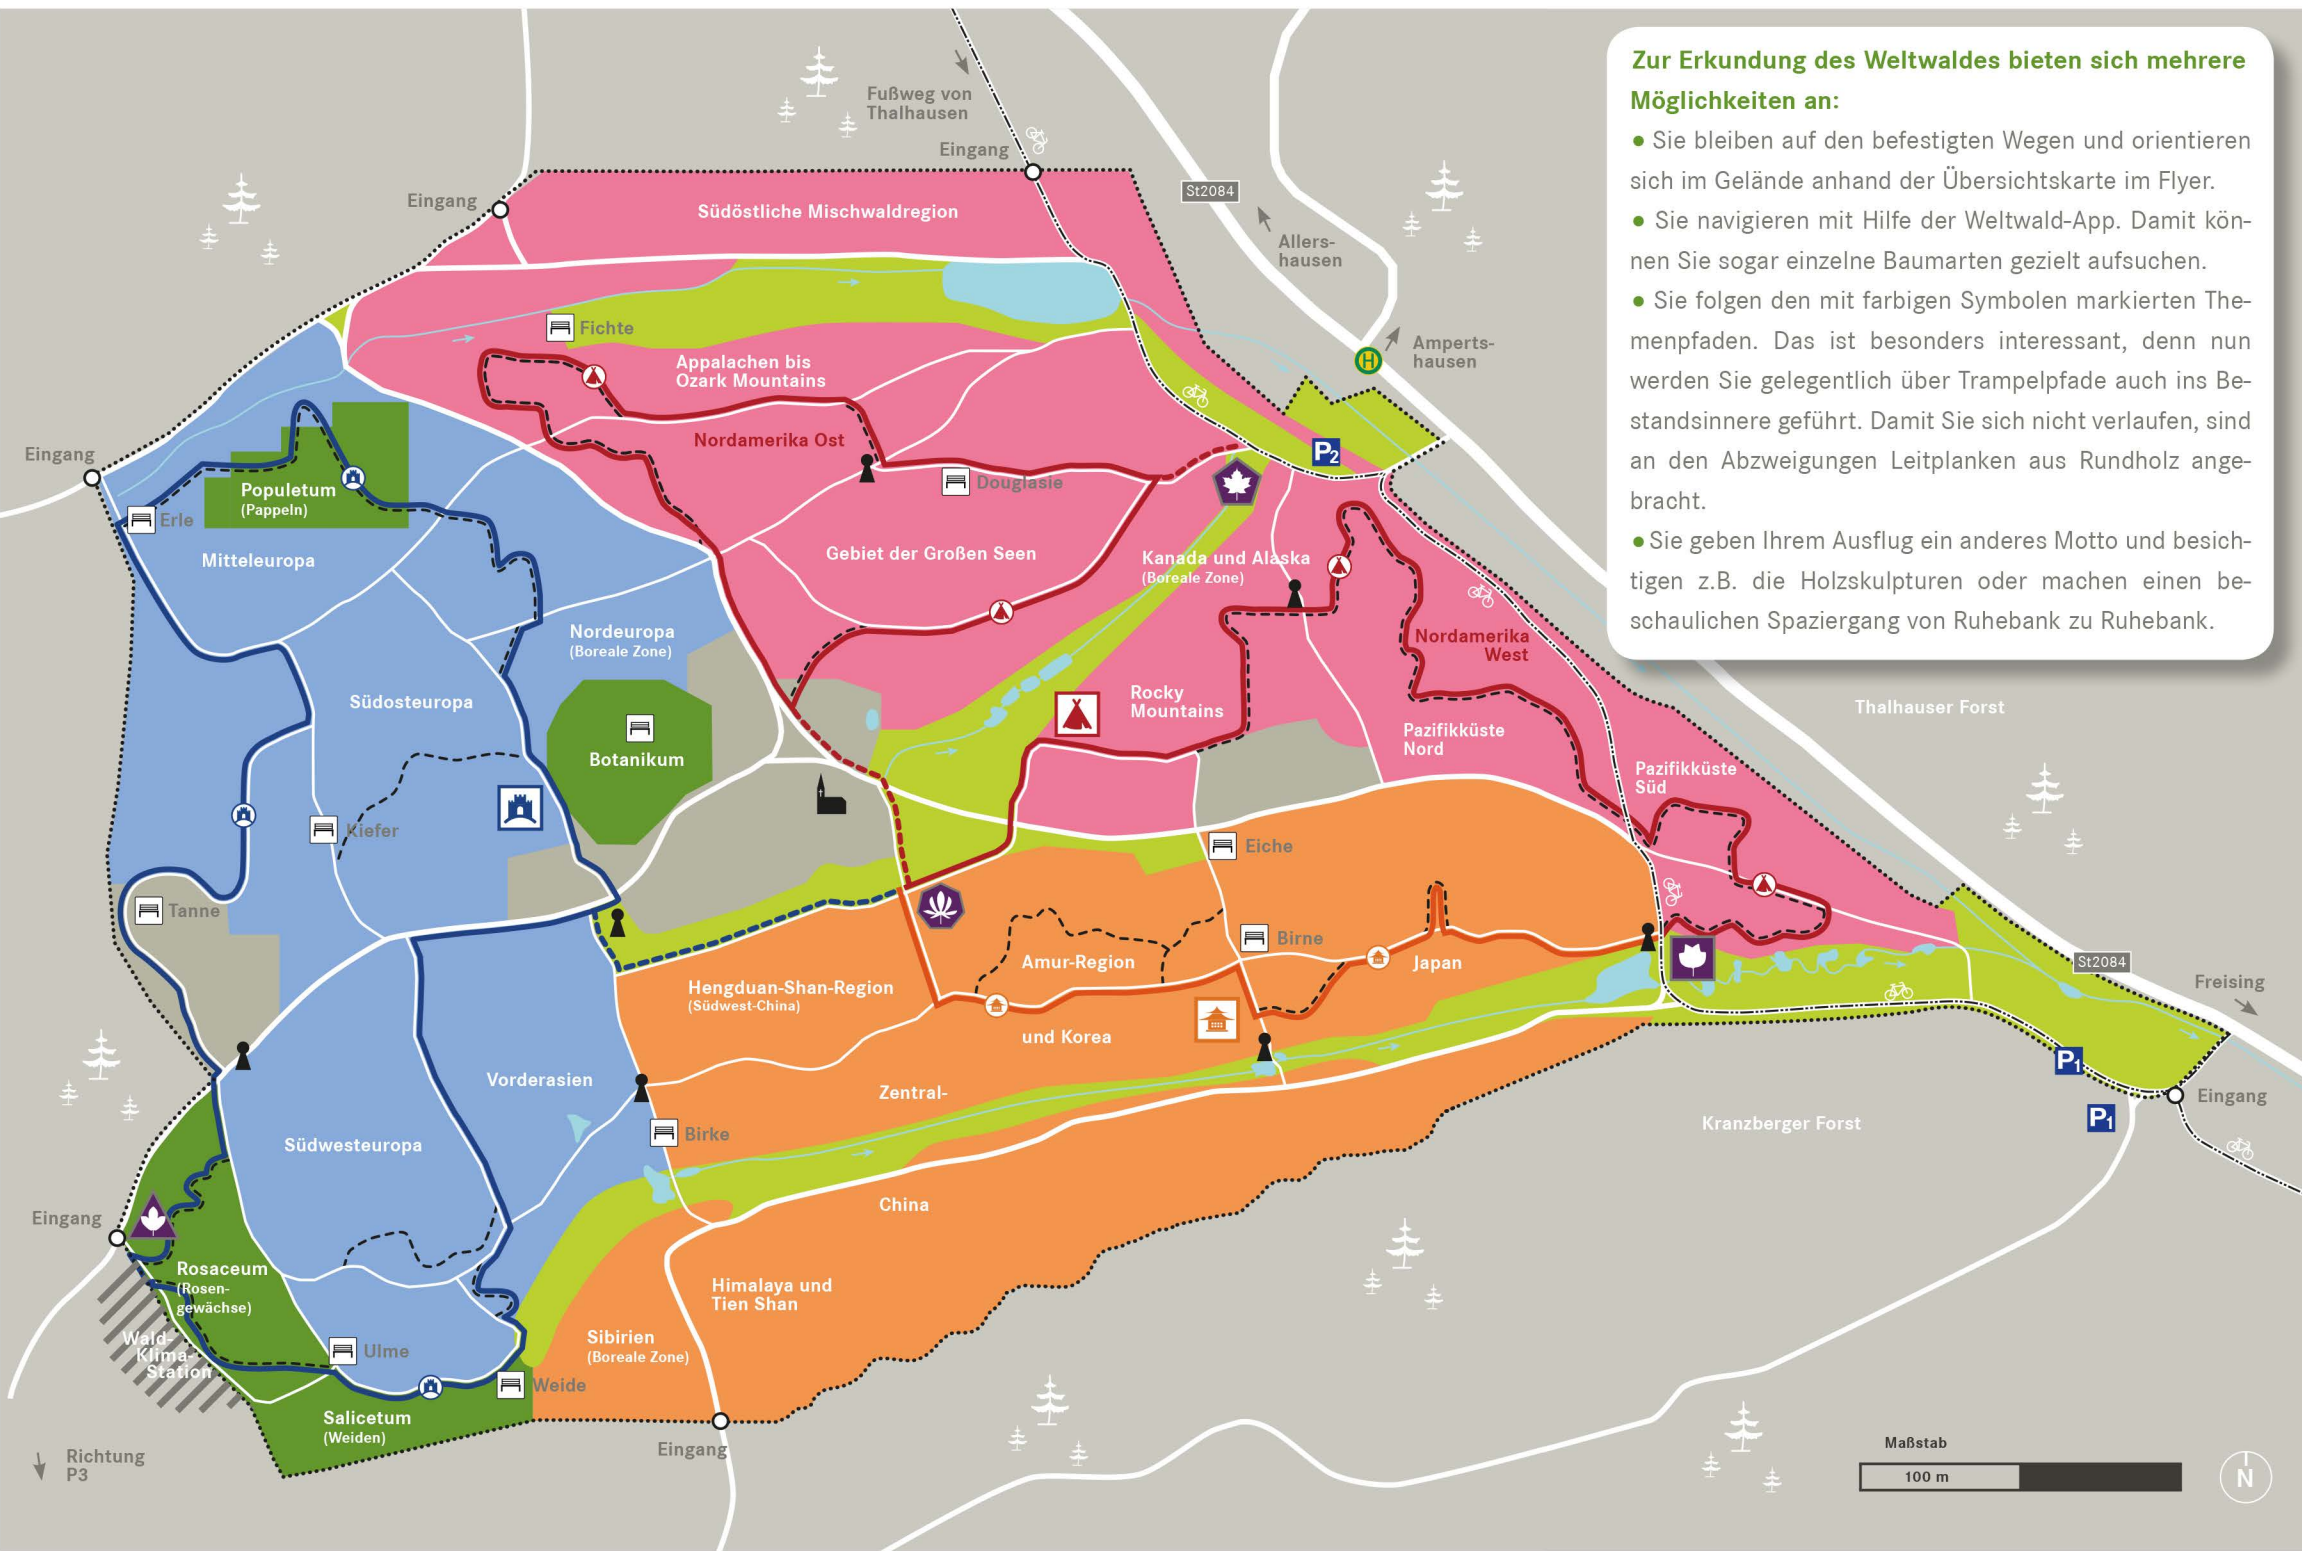 Zur Erkundung des Weltwaldes bieten sich mehrere
Möglichkeiten an:
• Sie bleiben auf den befestigten Wegen und orientieren
sich im Gelände anhand der Übersichtskarte im Flyer.
• Sie navigieren mit Hilfe der Weltwald-App. Damit kön-
nen Sie sogar einzelne Baumarten gezielt aufsuchen.
• Sie folgen den mit farbigen Symbolen markierten The-
menpfaden. Das ist besonders interessant, denn nun
werden Sie gelegentlich über Trampelpfade auch ins Be-
standsinnere geführt. Damit Sie sich nicht verlaufen, sind
an den Abzweigungen Leitplanken aus Rundholz ange-
bracht.
• Sie geben Ihrem Ausflug ein anderes Motto und besich-
tigen z.B. die Holzskulpturen oder machen einen be-
schaulichen Spaziergang von Ruhebank zu Ruhebank.
Fußweg von
Thalhausen
Eingang
Eingang
St2084
Südöstliche Mischwaldregion
Allers-
hausen
Fichte
Amperts-
hausen
H
Appalachen bis
Ozark Mountains
Nordamerika Ost
P2
Eingang
Populetum
(Pappeln)
Douglasie
Erle
Mitteleuropa
Gebiet der Großen Seen
Kanada und Alaska
(Boreale Zone)
Nordeuropa
(Boreale Zone)
Nordamerika
West
Südosteuropa
Rocky
Mountains
Thalhauser Forst
Pazifikküste
Nord
Botanikum
Pazifikküste
Süd
Kiefer
Eiche
Tanne
Birne
Amur-Region
Japan
St2084
Freising
Hengduan-Shan-Region
(Südwest-China)
und Korea
P1
Vorderasien
Zentral-
Eingang
P1
Kranzberger Forst
Birke
Südwesteuropa
China
Eingang
Rosaceum
(Rosen-
gewächse)
Himalaya und
Tien Shan
Wald-
Klima-
Station
Ulme
Sibirien
(Boreale Zone)
Weide
Salicetum
(Weiden)
Eingang
Richtung
P3
Maßstab
100 m
N